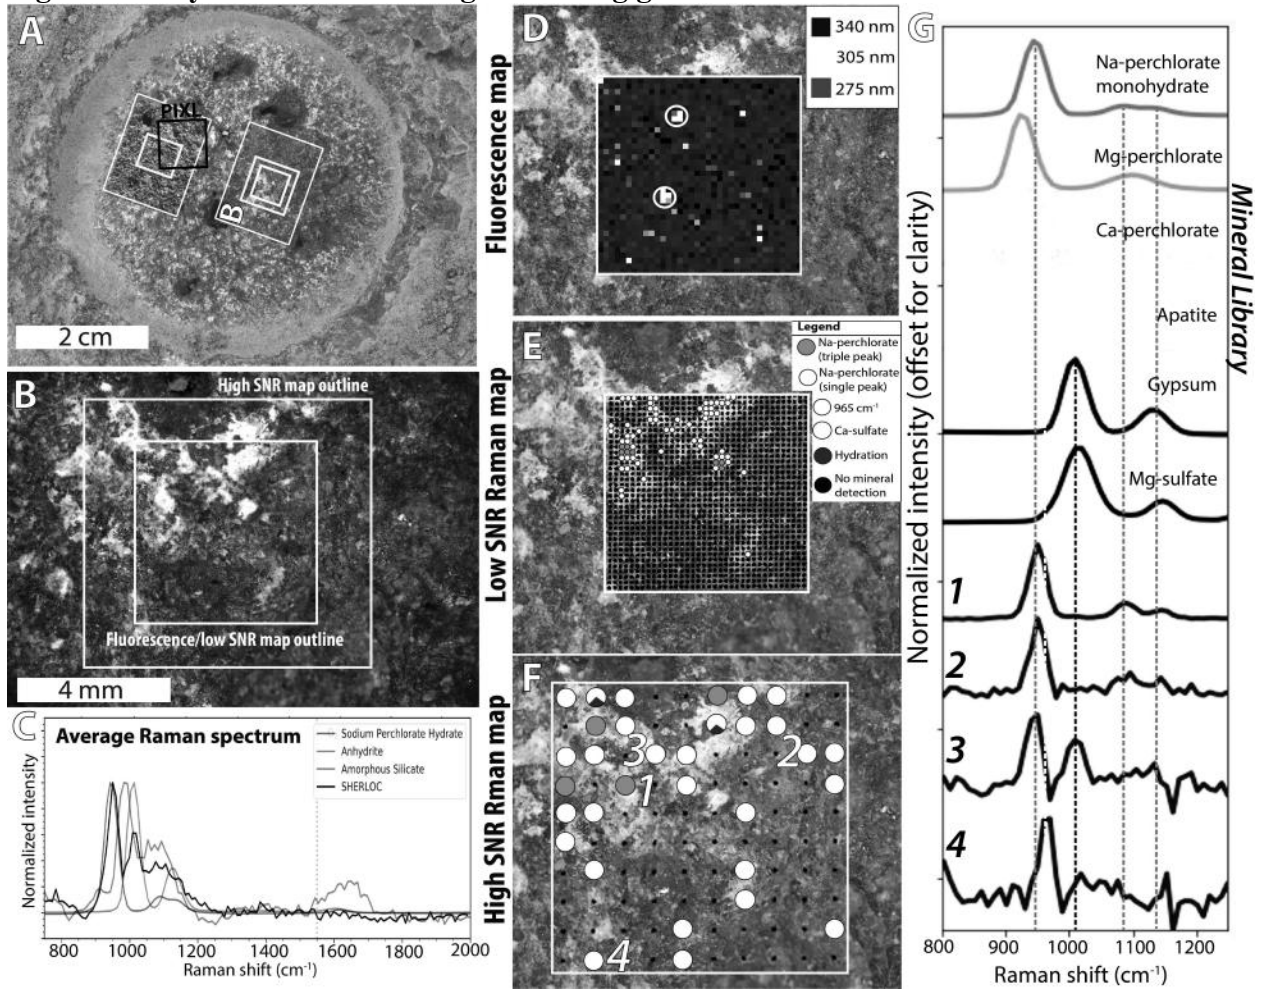 A
PIXL
B
2 cm
B
High SNR map outline
Fluorescence/low SNR map outline
4 mm
C
Average Raman spectrum
Sodium Perchlorate Hydrate
Anhydrite
Amorphous Silicate
SHERLOC
Normalized intensity
800
1000
1200
1400
1600
1800
2000
Raman shift (cm⁻¹)
Fluorescence map
D
340 nm
305 nm
275 nm
Low SNR Raman map
E
Legend
Na-perchlorate
(triple peak)
Na-perchlorate
(single peak)
965 cm⁻¹
Ca-sulfate
Hydration
No mineral
detection
High SNR Rman map
F
3
2
1
4
G
Normalized intensity (offset for clarity)
Na-perchlorate
monohydrate
Mg-perchlorate
Ca-perchlorate
Apatite
Gypsum
Mg-sulfate
Mineral Library
1
2
3
4
800
900
1000
1100
1200
Raman shift (cm⁻¹)